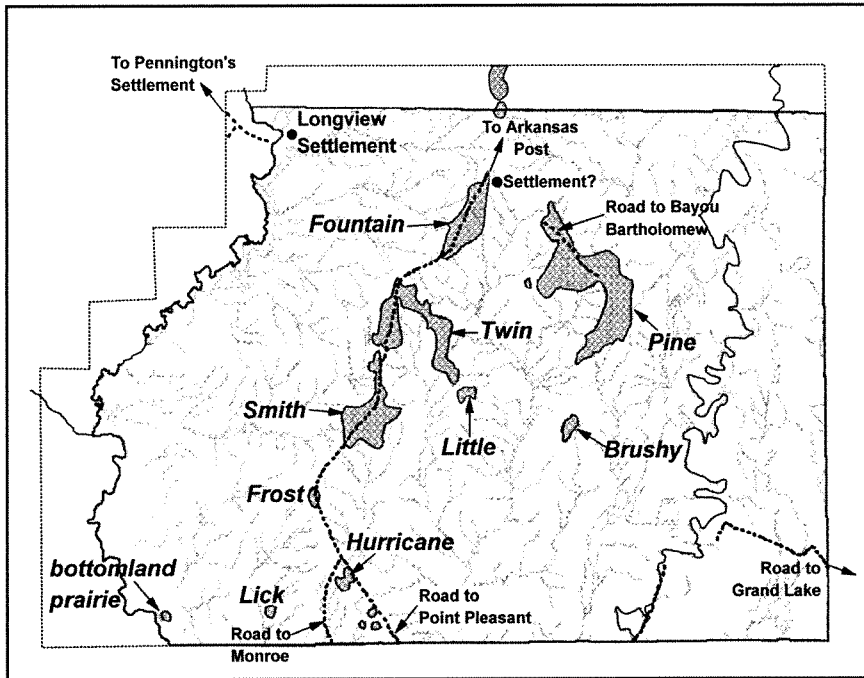 To Pennington's
Settlement
Longview
Settlement
To Arkansas
Post
Settlement?
Fountain
Road to Bayou
Bartholomew
Twin
Pine
Smith
Little
Brushy
Frost
Hurricane
bottomland
prairie
Lick
Road to
Monroe
Road to
Point Pleasant
Road to
Grand Lake